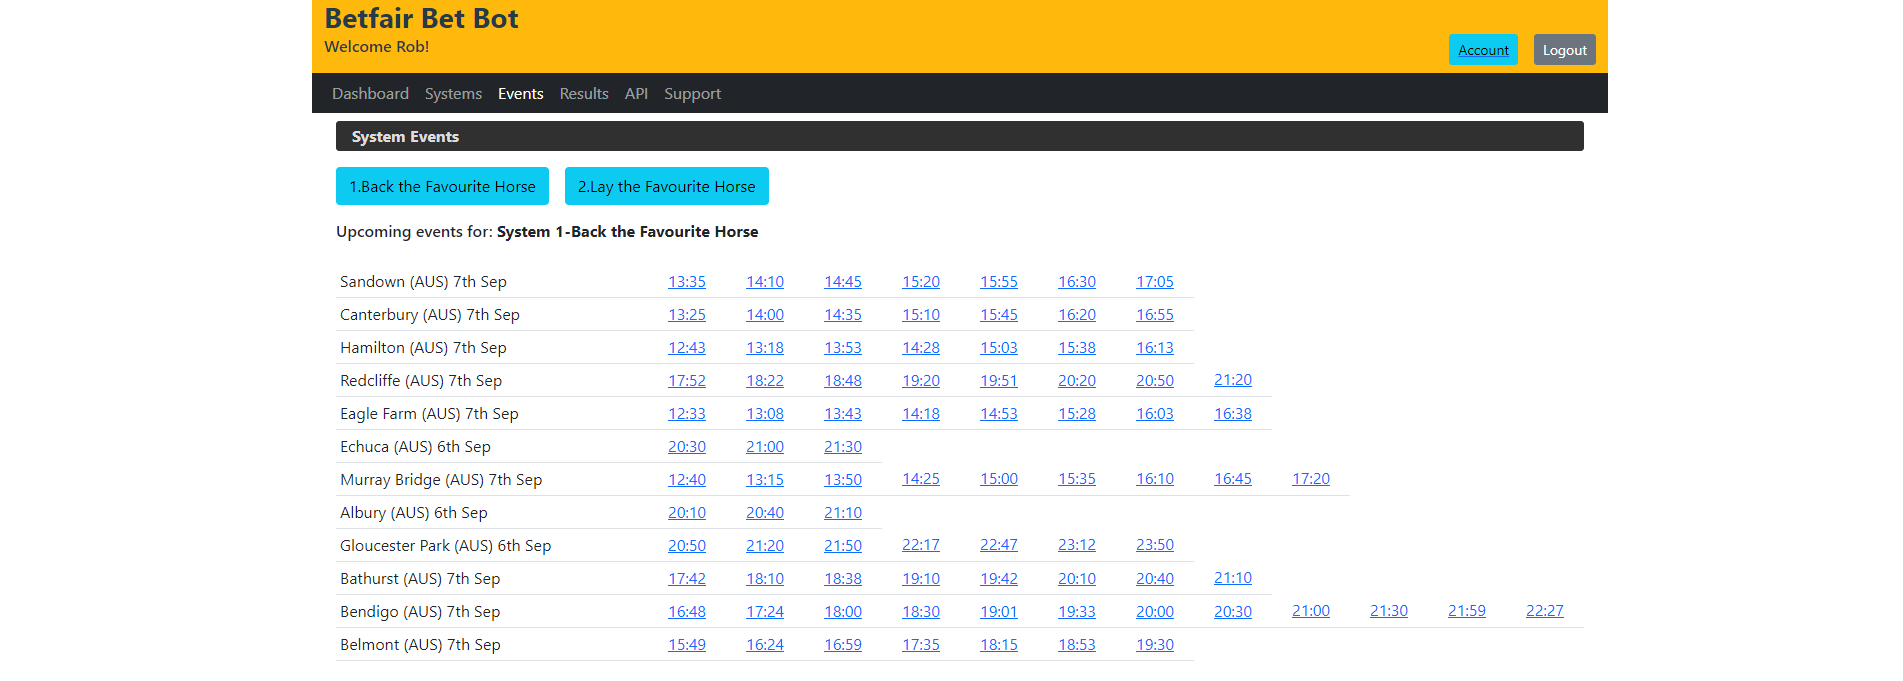 Betfair Bet Bot
Welcome Rob!
Account Logout
Dashboard Systems Events Results API Support
System Events
1.Back the Favourite Horse 2.Lay the Favourite Horse
Upcoming events for: System 1-Back the Favourite Horse
Sandown (AUS) 7th Sep 13:35 14:10 14:45 15:20 15:55 16:30 17:05
Canterbury (AUS) 7th Sep 13:25 14:00 14:35 15:10 15:45 16:20 16:55
Hamilton (AUS) 7th Sep 12:43 13:18 13:53 14:28 15:03 15:38 16:13
Redcliffe (AUS) 7th Sep 17:52 18:22 18:48 19:20 19:51 20:20 20:50 21:20
Eagle Farm (AUS) 7th Sep 12:33 13:08 13:43 14:18 14:53 15:28 16:03 16:38
Echuca (AUS) 6th Sep 20:30 21:00 21:30
Murray Bridge (AUS) 7th Sep 12:40 13:15 13:50 14:25 15:00 15:35 16:10 16:45 17:20
Albury (AUS) 6th Sep 20:10 20:40 21:10
Gloucester Park (AUS) 6th Sep 20:50 21:20 21:50 22:17 22:47 23:12 23:50
Bathurst (AUS) 7th Sep 17:42 18:10 18:38 19:10 19:42 20:10 20:40 21:10
Bendigo (AUS) 7th Sep 16:48 17:24 18:00 18:30 19:01 19:33 20:00 20:30 21:00 21:30 21:59 22:27
Belmont (AUS) 7th Sep 15:49 16:24 16:59 17:35 18:15 18:53 19:30